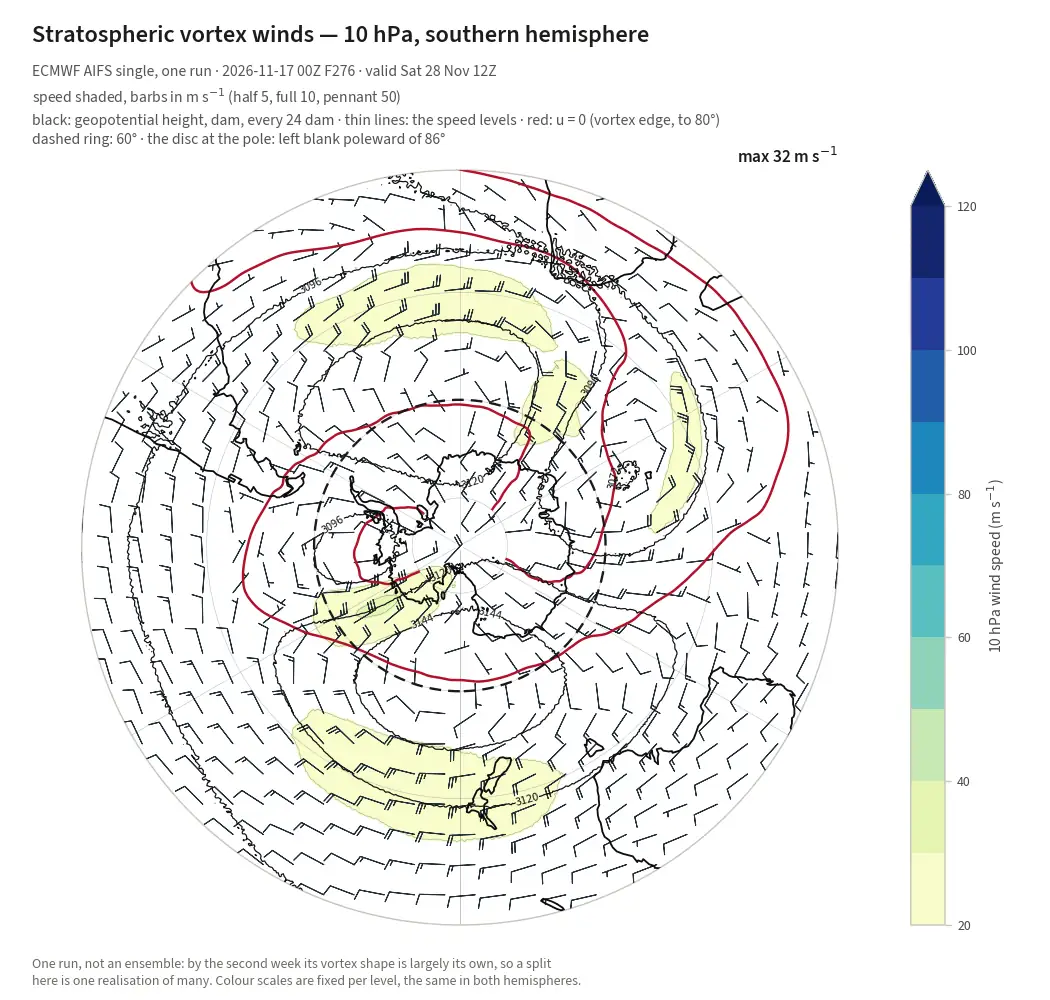 Stratospheric vortex winds — 10 hPa, southern hemisphere
ECMWF AIFS single, one run · 2026-11-17 00Z F276 · valid Sat 28 Nov 12Z
speed shaded, barbs in m s⁻¹ (half 5, full 10, pennant 50)
black: geopotential height, dam, every 24 dam · thin lines: the speed levels · red: u = 0 (vortex edge, to 80°)
dashed ring: 60° · the disc at the pole: left blank poleward of 86°
max 32 m s⁻¹
120
100
80
60
40
20
10 hPa wind speed (m s⁻¹)
3096
3120
3096
3144
3144
3120
One run, not an ensemble: by the second week its vortex shape is largely its own, so a split
here is one realisation of many. Colour scales are fixed per level, the same in both hemispheres.